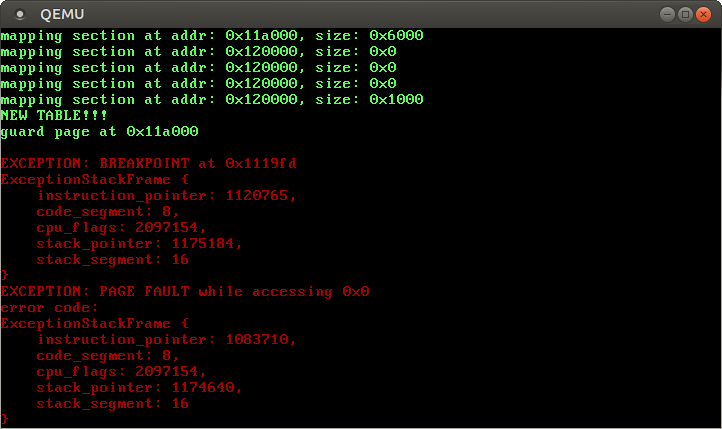 QEMU
mapping section at addr: 0x11a000, size: 0x6000
mapping section at addr: 0x120000, size: 0x0
mapping section at addr: 0x120000, size: 0x0
mapping section at addr: 0x120000, size: 0x0
mapping section at addr: 0x120000, size: 0x1000
NEW TABLE!!!
guard page at 0x11a000
EXCEPTION: BREAKPOINT at 0x1119fd
ExceptionStackFrame {
    instruction_pointer: 1120765,
    code_segment: 8,
    cpu_flags: 2097154,
    stack_pointer: 1175184,
    stack_segment: 16
}
EXCEPTION: PAGE FAULT while accessing 0x0
error code:
ExceptionStackFrame {
    instruction_pointer: 1083710,
    code_segment: 8,
    cpu_flags: 2097154,
    stack_pointer: 1174640,
    stack_segment: 16
}